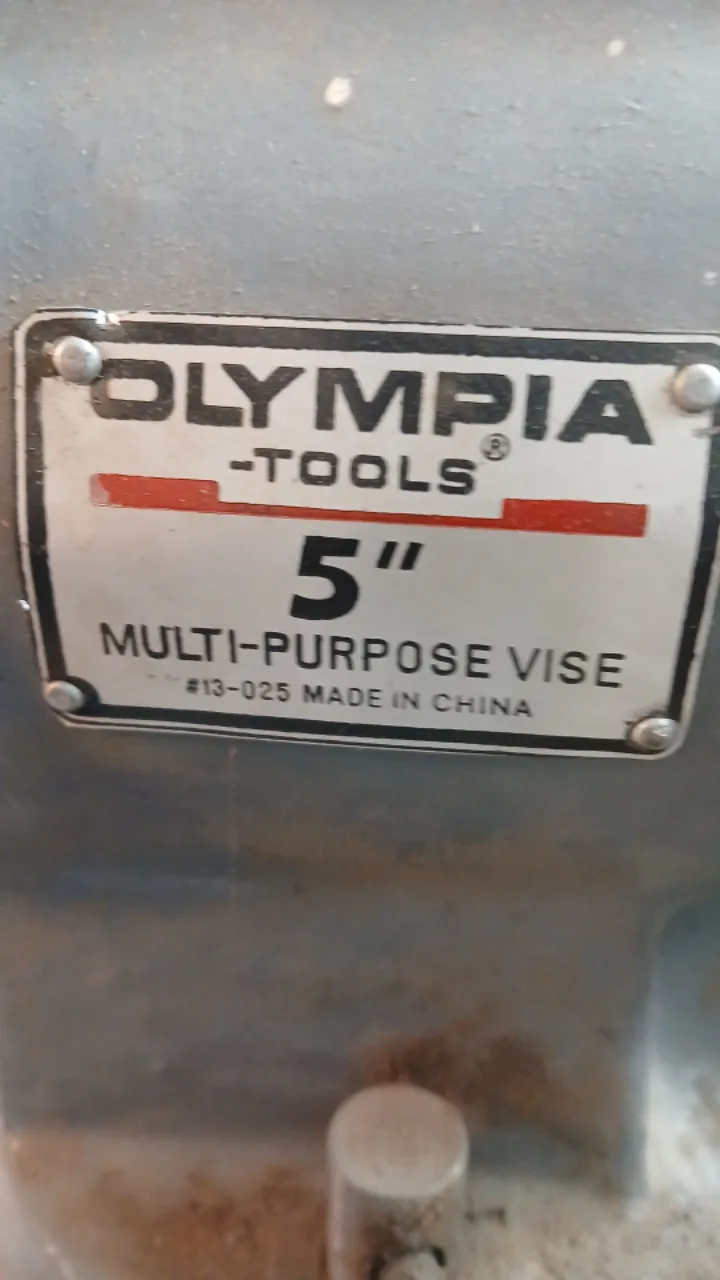 OLYMPIA
-TOOLS®
5"
MULTI-PURPOSE VISE
#13-025 MADE IN CHINA